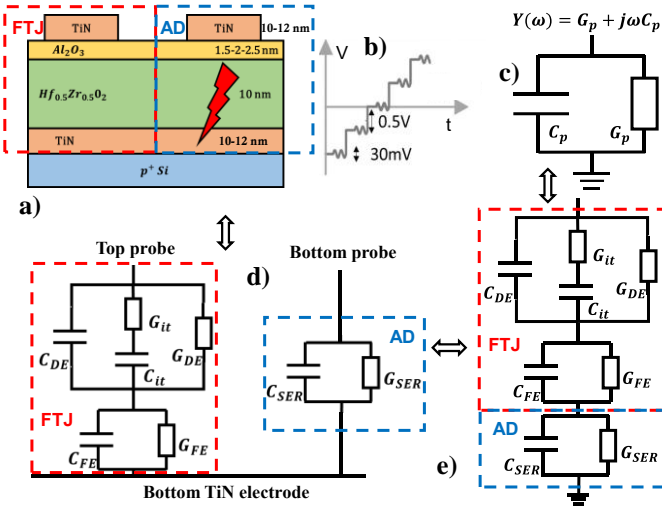 FTJ
TiN
AD
TiN
10-12 nm
Al₂O₃
1.5-2-2.5 nm
Hf₀.₅Zr₀.₅O₂
10 nm
TiN
10-12 nm
p⁺ Si
a)
V
b)
0.5V
t
30mV
Y(ω) = Gₚ + jωCₚ
c)
Cₚ
Gₚ
Top probe
C_DE
G_it
G_DE
C_it
FTJ
C_FE
G_FE
d)
Bottom probe
AD
C_SER
G_SER
Bottom TiN electrode
G_it
C_DE
G_DE
C_it
FTJ
C_FE
G_FE
AD
C_SER
G_SER
e)